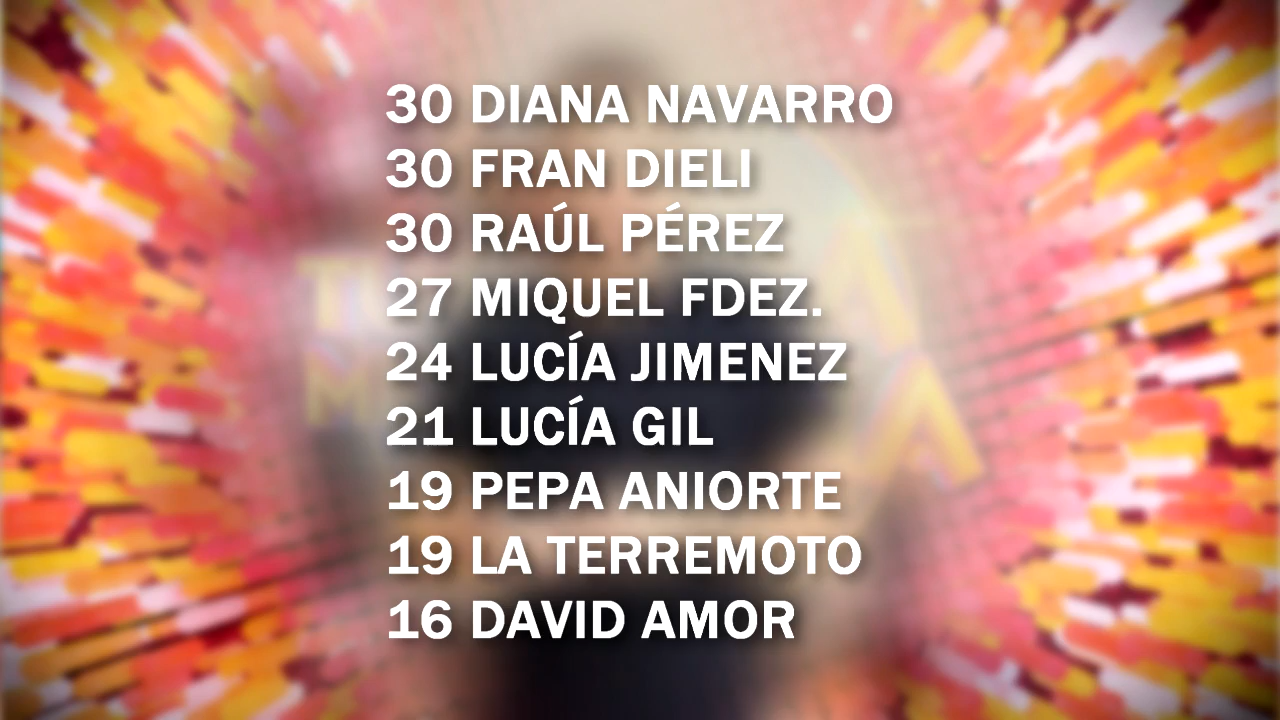 30 DIANA NAVARRO
30 FRAN DIELI
30 RAÚL PÉREZ
27 MIQUEL FDEZ.
24 LUCÍA JIMENEZ
21 LUCÍA GIL
19 PEPA ANIORTE
19 LA TERREMOTO
16 DAVID AMOR